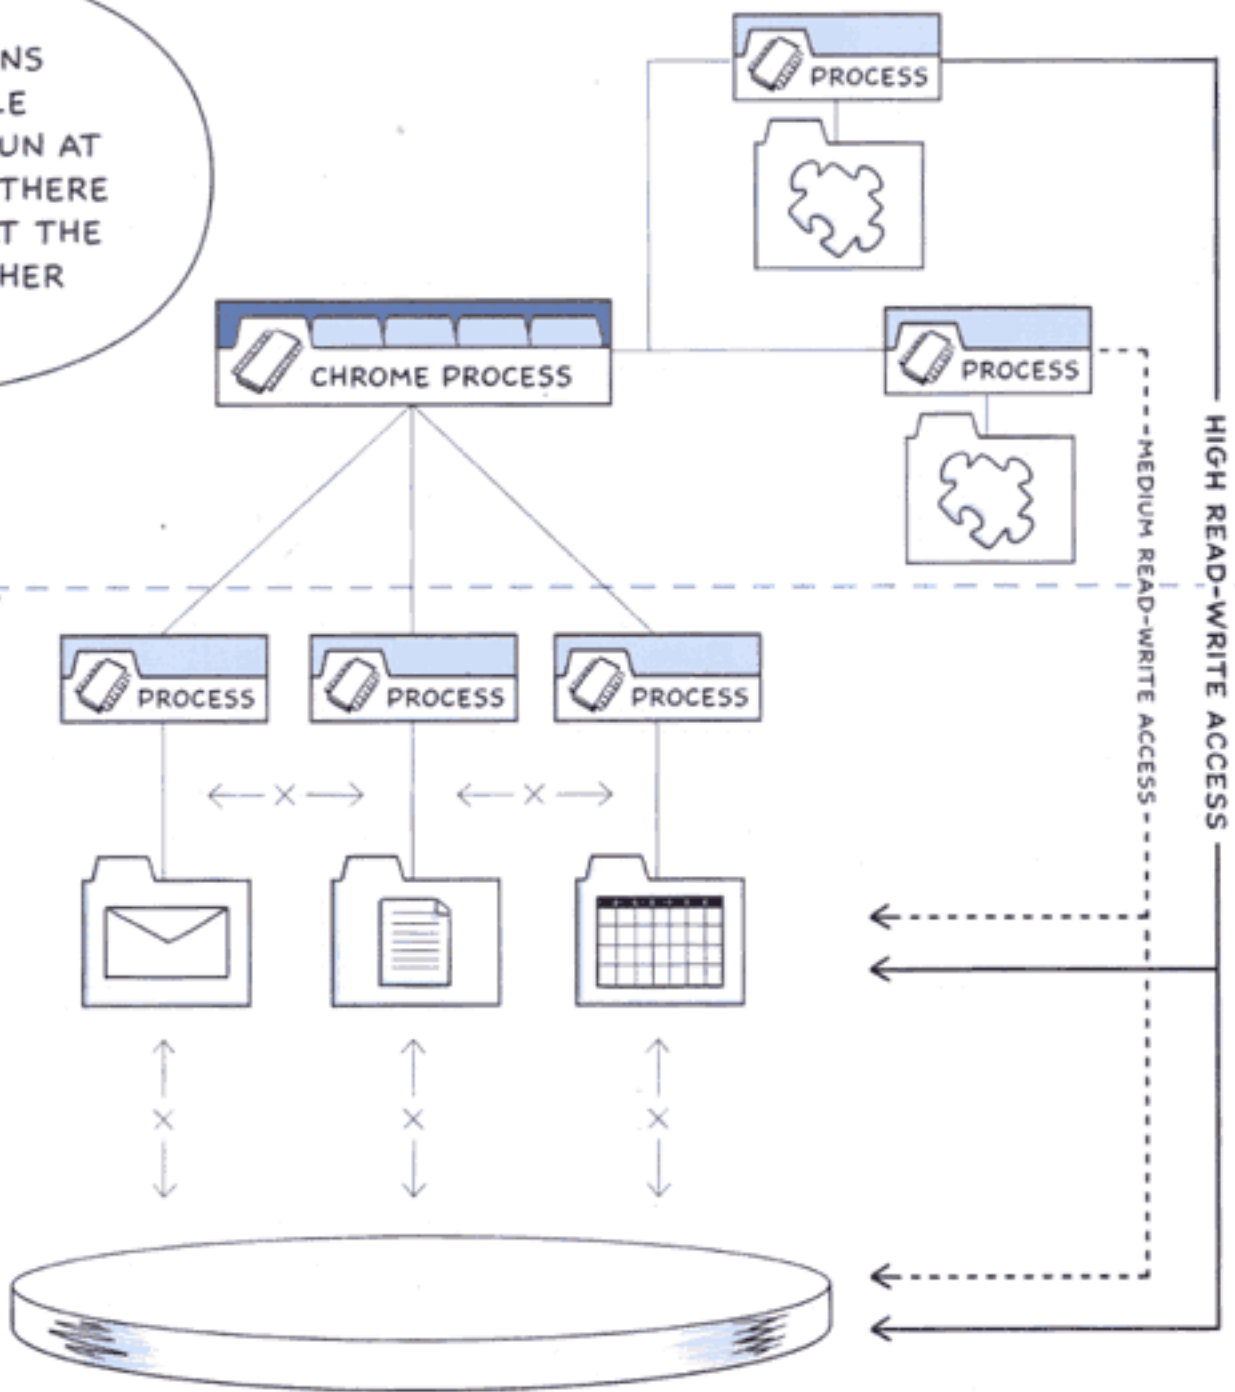 NS
LE
UN AT
THERE
T THE
HER
PROCESS
CHROME PROCESS
PROCESS
MEDIUM READ-WRITE ACCESS
HIGH READ-WRITE ACCESS
PROCESS
PROCESS
PROCESS